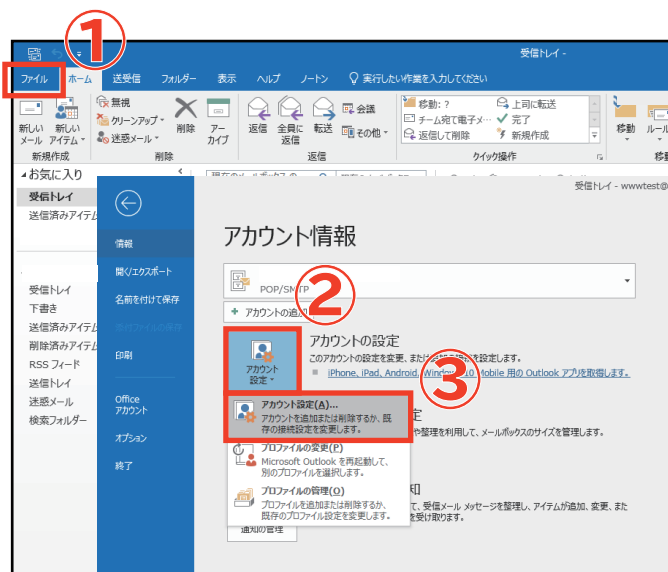 ①
受信トレイ -
ファイル ホーム 送受信 フォルダー 表示 ヘルプ ノートン 実行したい作業を入力してください
新しい メール
新しい アイテム
無視
クリーンアップ
迷惑メール
削除
アー カイブ
返信
全員に 返信
転送
会議
その他
移動: ?
チーム宛て電子メ…
返信して削除
上司に転送
完了
新規作成
移動
ルール
新規作成 削除 返信 クイック操作 移動
お気に入り
受信トレイ
送信済みアイテム
受信トレイ
下書き
送信済みアイテム
削除済みアイテム
RSS フィード
送信トレイ
迷惑メール
検索フォルダー
受信トレイ - wwwtest@
情報
開く/エクスポート
名前を付けて保存
添付ファイルの保存
印刷
Office
アカウント
オプション
終了
アカウント情報
POP/SMTP
②
アカウントの追加
アカウント
設定
アカウントの設定
このアカウントの設定を変更、また
設定します。
iPhone、iPad、Android、Windows 10 Mobile 用の Outlook アプリを取得します。
③
アカウント設定(A)...
アカウントを追加または削除するか、既
存の接続設定を変更します。
プロファイルの変更(P)
Microsoft Outlook を再起動して、
別のプロファイルを選択します。
プロファイルの管理(O)
プロファイルを追加または削除するか、
既存のプロファイル設定を変更します。
定
や整理を利用して、メールボックスのサイズを管理します。
知
て、受信メール メッセージを整理し、アイテムが追加、変更、また
を受け取ります。
通知の管理